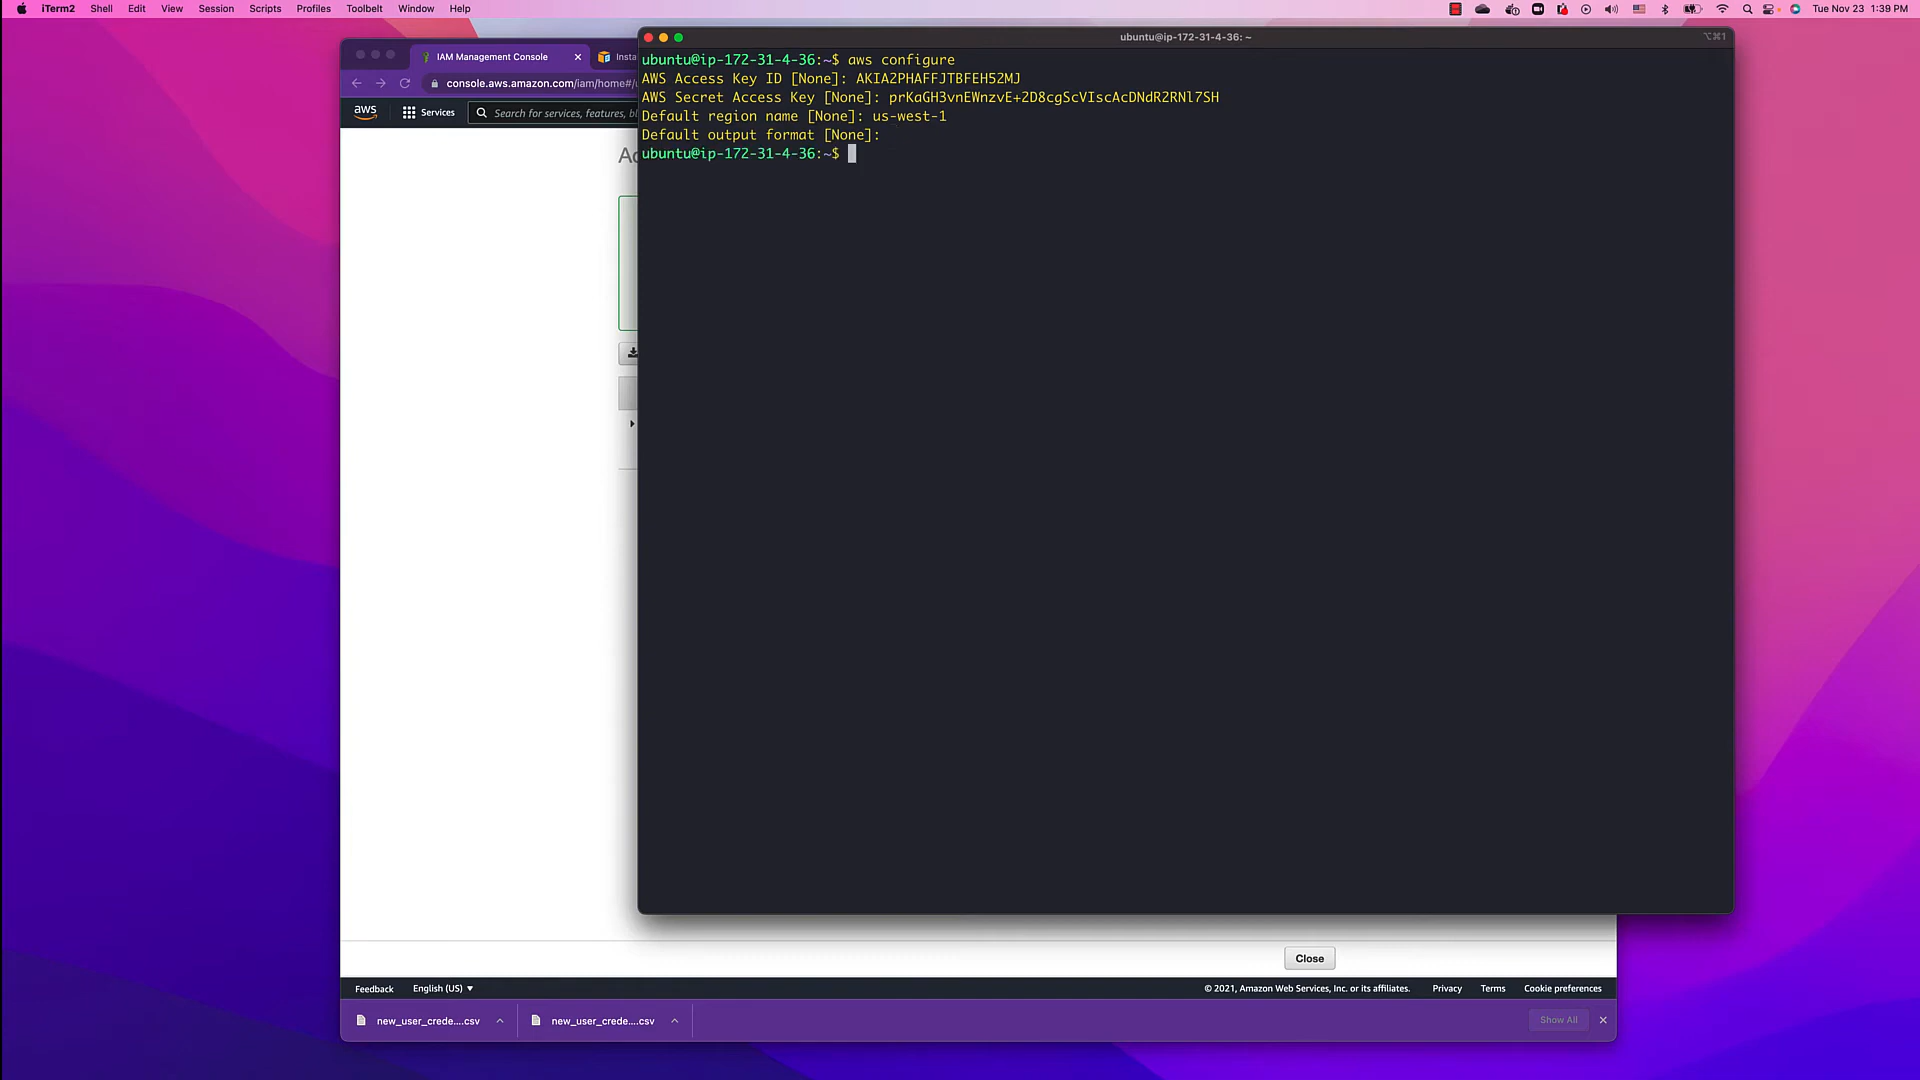 iTerm2 Shell Edit View Session Scripts Profiles Toolbelt Window Help
Tue Nov 23 1:39 PM
ubuntu@ip-172-31-4-36: ~
⌥⌘1
IAM Management Console
Insta
console.aws.amazon.com/iam/home#/u
aws
Services
Search for services, features, bl
Ad
ubuntu@ip-172-31-4-36:~$ aws configure
AWS Access Key ID [None]: AKIA2PHAFFJTBFEH52MJ
AWS Secret Access Key [None]: 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
Default region name [None]: us-west-1
Default output format [None]:
ubuntu@ip-172-31-4-36:~$
Close
Feedback English (US)
© 2021, Amazon Web Services, Inc. or its affiliates. Privacy Terms Cookie preferences
new_user_crede....csv
new_user_crede....csv
Show All